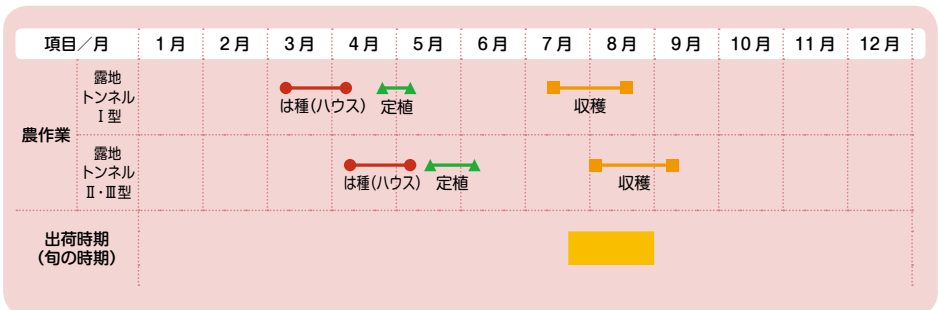 項目／月 1月 2月 3月 4月 5月 6月 7月 8月 9月 10月 11月 12月
農作業
露地
トンネル
Ⅰ型
は種(ハウス) 定植 収穫
露地
トンネル
Ⅱ・Ⅲ型
は種(ハウス) 定植 収穫
出荷時期
(旬の時期)